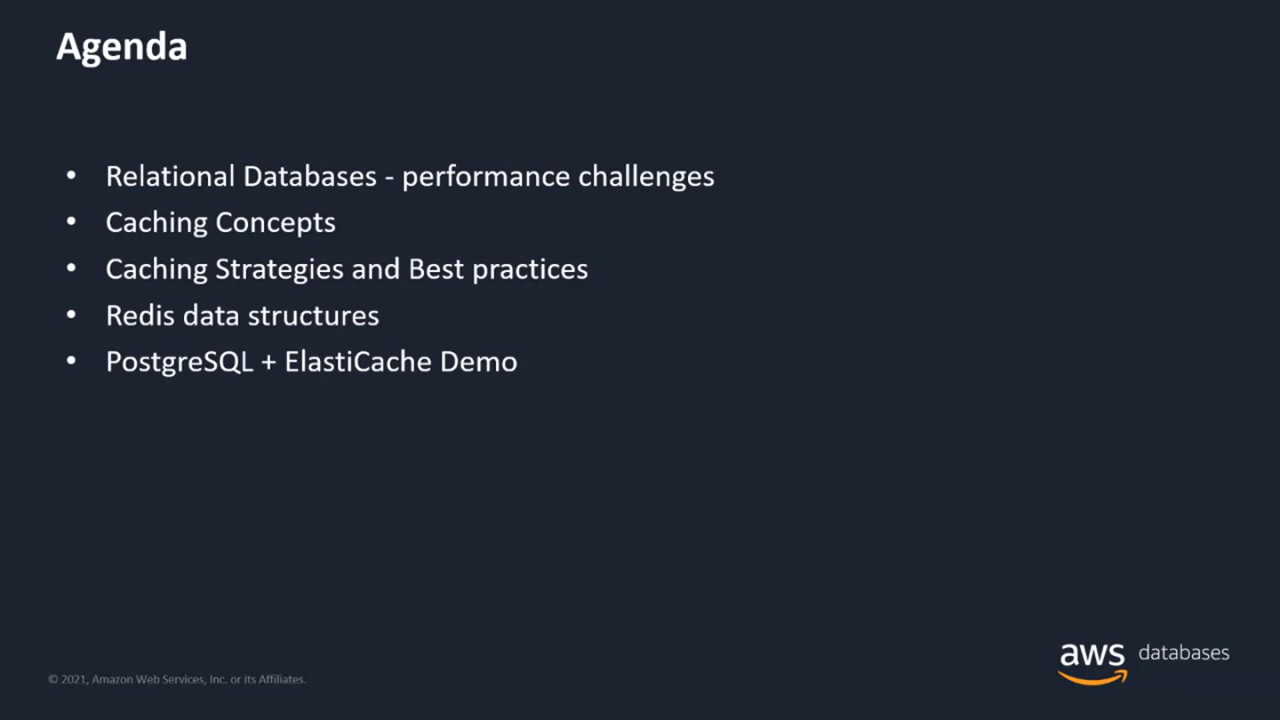 Agenda
• Relational Databases - performance challenges
• Caching Concepts
• Caching Strategies and Best practices
• Redis data structures
• PostgreSQL + ElastiCache Demo
aws databases
© 2021, Amazon Web Services, Inc. or its Affiliates.